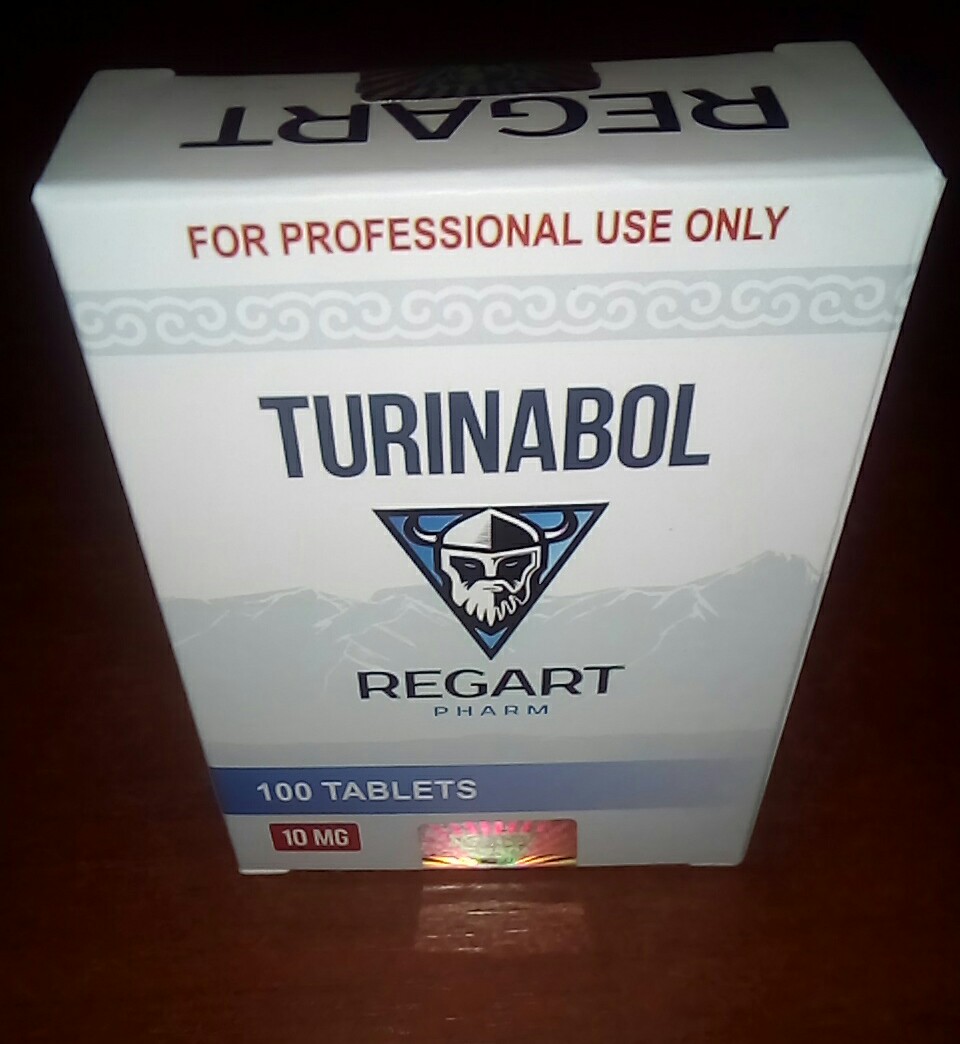 REGART
FOR PROFESSIONAL USE ONLY
TURINABOL
REGART
PHARM
100 TABLETS
10 MG